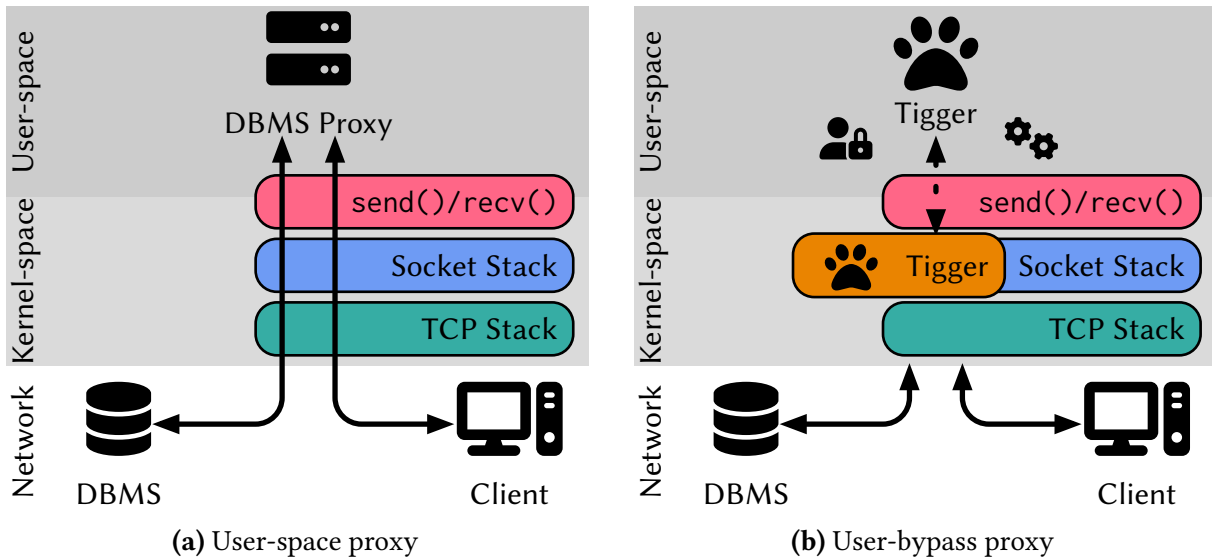 User-space
DBMS Proxy
Kernel-space
send()/recv()
Socket Stack
TCP Stack
Network
DBMS
Client
(a) User-space proxy
User-space
Tigger
Kernel-space
send()/recv()
Tigger
Socket Stack
TCP Stack
Network
DBMS
Client
(b) User-bypass proxy